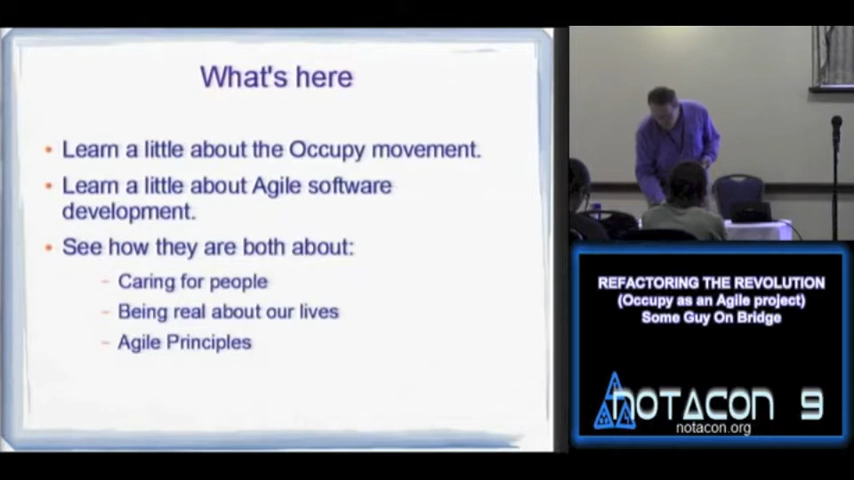 What's here
Learn a little about the Occupy movement.
Learn a little about Agile software
development.
See how they are both about:
Caring for people
Being real about our lives
Agile Principles
REFACTORING THE REVOLUTION
(Occupy as an Agile project)
Some Guy On Bridge
NOTACON 9
notacon.org